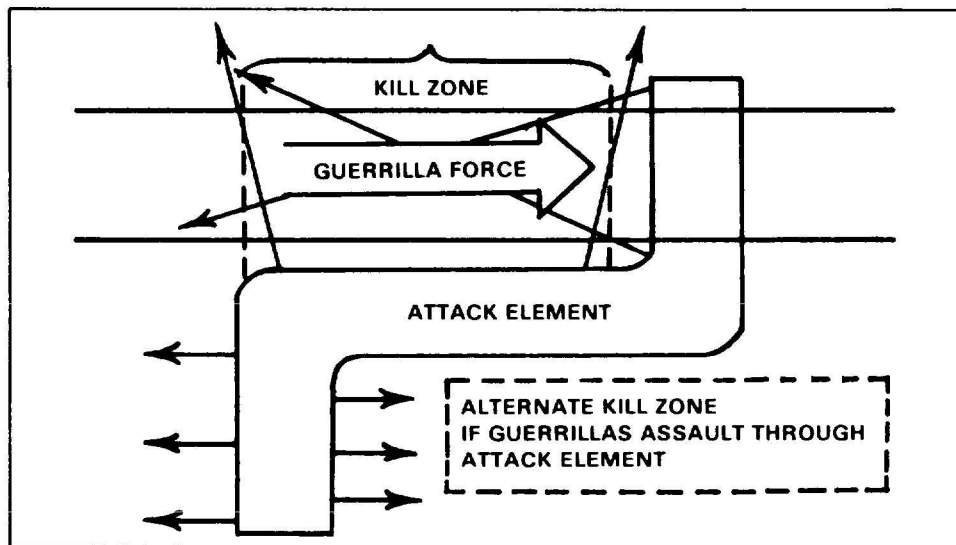 KILL ZONE
GUERRILLA FORCE
ATTACK ELEMENT
ALTERNATE KILL ZONE
IF GUERRILLAS ASSAULT THROUGH
ATTACK ELEMENT